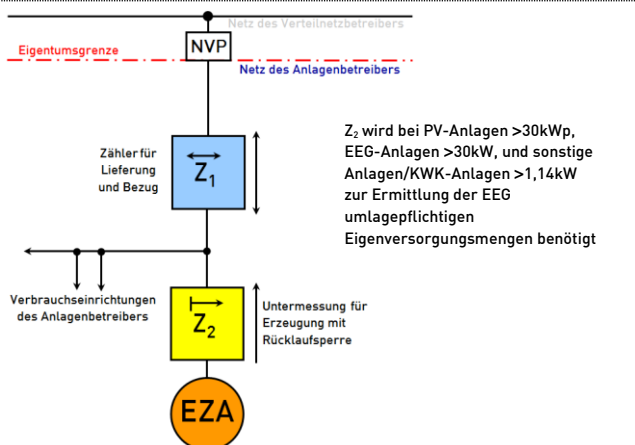 Netz des Verteilnetzbetreibers
NVP
Eigentumsgrenze
Netz des Anlagenbetreibers
Zähler für
Lieferung
und Bezug
Z₁
Z₂ wird bei PV-Anlagen >30kWp,
EEG-Anlagen >30kW, und sonstige
Anlagen/KWK-Anlagen >1,14kW
zur Ermittlung der EEG
umlagepflichtigen
Eigenversorgungsmengen benötigt
Verbrauchseinrichtungen
des Anlagenbetreibers
Z₂
Untermessung für
Erzeugung mit
Rücklaufsperre
EZA